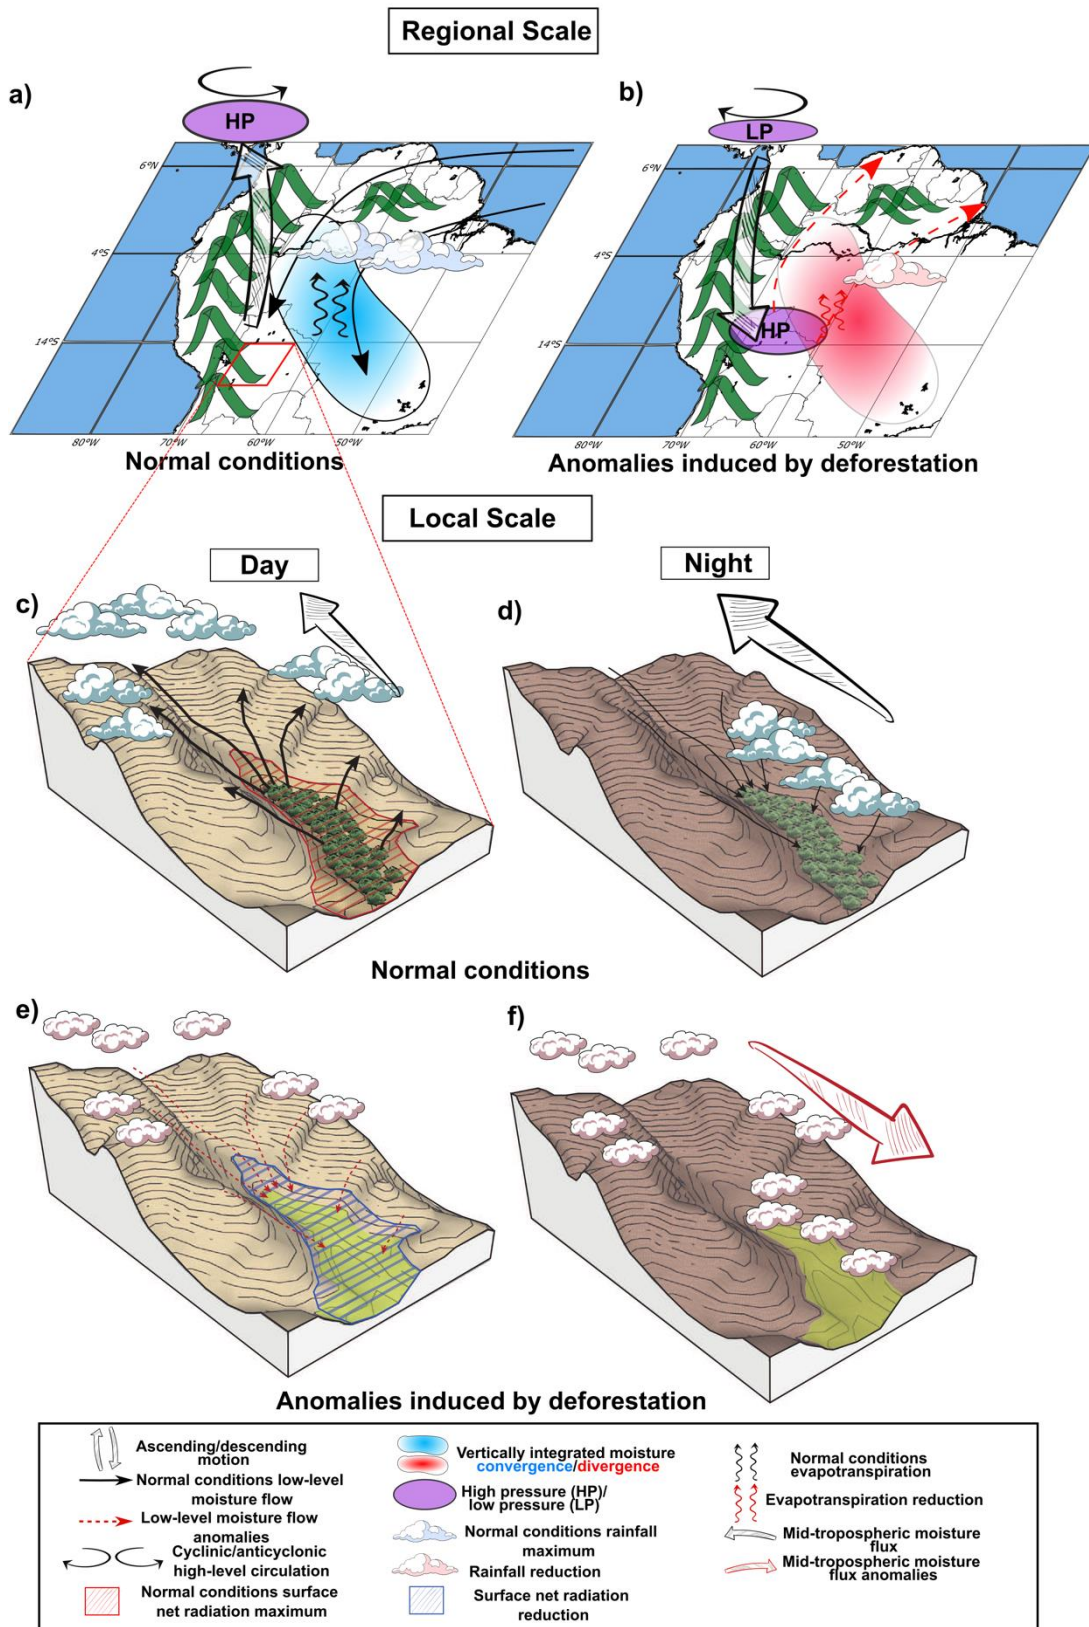 Regional Scale
a)
b)
HP
LP
6°N
6°N
4°S
4°S
HP
14°S
14°S
80°W
70°W
60°W
50°W
80°W
70°W
60°W
50°W
Normal conditions
Anomalies induced by deforestation
Local Scale
Day
Night
c)
d)
Normal conditions
e)
f)
Anomalies induced by deforestation
Ascending/descending
motion
Normal conditions low-level
moisture flow
Low-level moisture flow
anomalies
Cyclinic/anticyclonic
high-level circulation
Normal conditions surface
net radiation maximum
Vertically integrated moisture
convergence/divergence
High pressure (HP)/
low pressure (LP)
Normal conditions rainfall
maximum
Rainfall reduction
Surface net radiation
reduction
Normal conditions
evapotranspiration
Evapotranspiration reduction
Mid-tropospheric moisture
flux
Mid-tropospheric moisture
flux anomalies